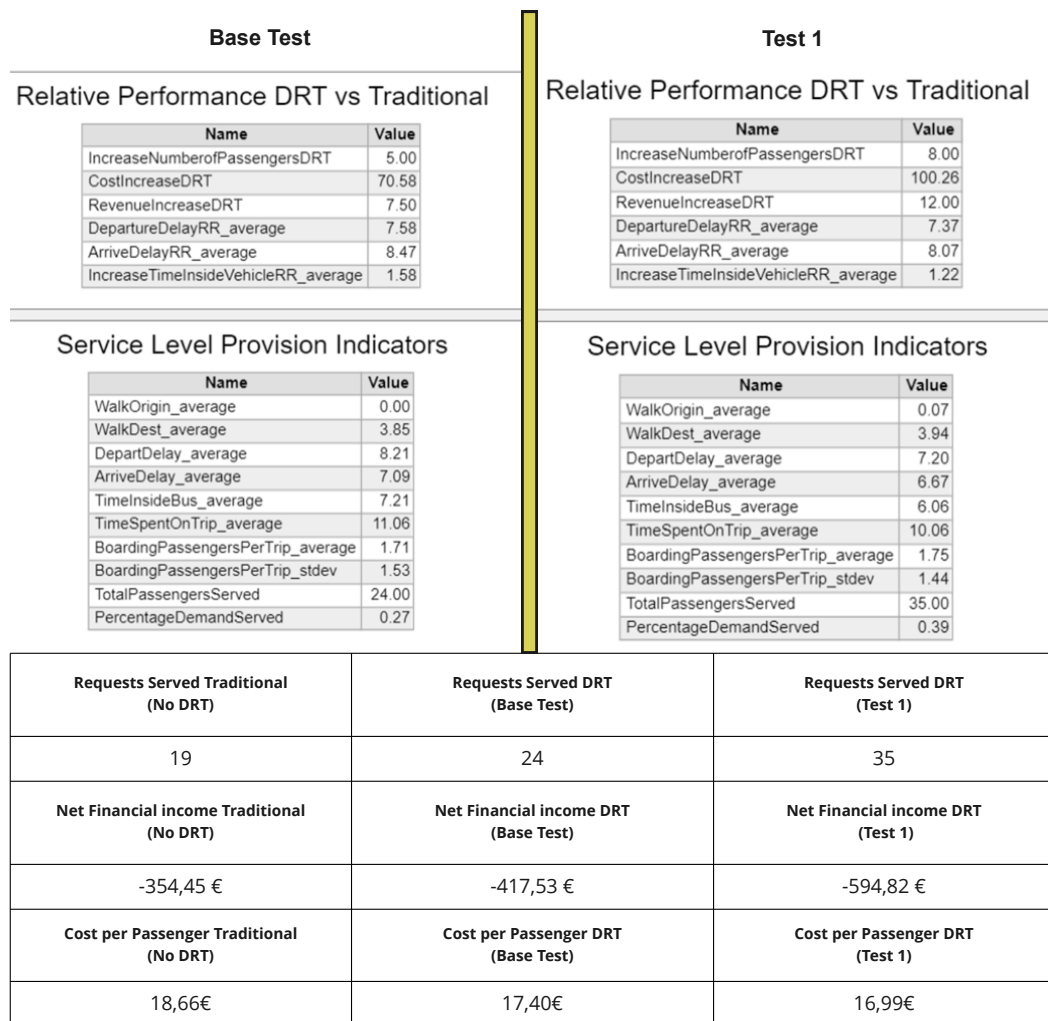 Base Test
Relative Performance DRT vs Traditional
Name Value
IncreaseNumberofPassengersDRT 5.00
CostIncreaseDRT 70.58
RevenueIncreaseDRT 7.50
DepartureDelayRR_average 7.58
ArriveDelayRR_average 8.47
IncreaseTimeInsideVehicleRR_average 1.58
Service Level Provision Indicators
Name Value
WalkOrigin_average 0.00
WalkDest_average 3.85
DepartDelay_average 8.21
ArriveDelay_average 7.09
TimeInsideBus_average 7.21
TimeSpentOnTrip_average 11.06
BoardingPassengersPerTrip_average 1.71
BoardingPassengersPerTrip_stdev 1.53
TotalPassengersServed 24.00
PercentageDemandServed 0.27
Test 1
Relative Performance DRT vs Traditional
Name Value
IncreaseNumberofPassengersDRT 8.00
CostIncreaseDRT 100.26
RevenueIncreaseDRT 12.00
DepartureDelayRR_average 7.37
ArriveDelayRR_average 8.07
IncreaseTimeInsideVehicleRR_average 1.22
Service Level Provision Indicators
Name Value
WalkOrigin_average 0.07
WalkDest_average 3.94
DepartDelay_average 7.20
ArriveDelay_average 6.67
TimeInsideBus_average 6.06
TimeSpentOnTrip_average 10.06
BoardingPassengersPerTrip_average 1.75
BoardingPassengersPerTrip_stdev 1.44
TotalPassengersServed 35.00
PercentageDemandServed 0.39
Requests Served Traditional
(No DRT)
Requests Served DRT
(Base Test)
Requests Served DRT
(Test 1)
19 24 35
Net Financial income Traditional
(No DRT)
Net Financial income DRT
(Base Test)
Net Financial income DRT
(Test 1)
-354,45 € -417,53 € -594,82 €
Cost per Passenger Traditional
(No DRT)
Cost per Passenger DRT
(Base Test)
Cost per Passenger DRT
(Test 1)
18,66€ 17,40€ 16,99€